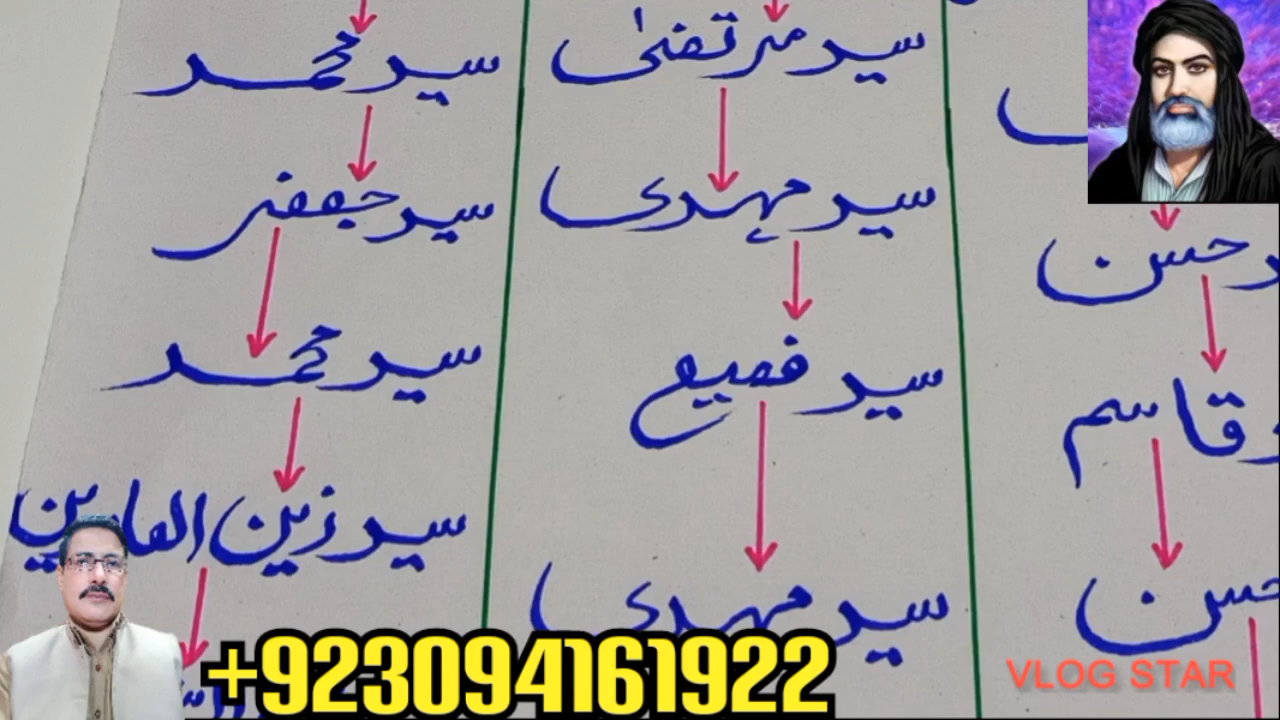 حسن
قاسم
حسن
سید مرتضیٰ
سید مہدی
سید فصیح
سید مہدی
سید محمد
سید جعفر
سید محمد
سید زین العابدین
+923094161922
VLOG STAR